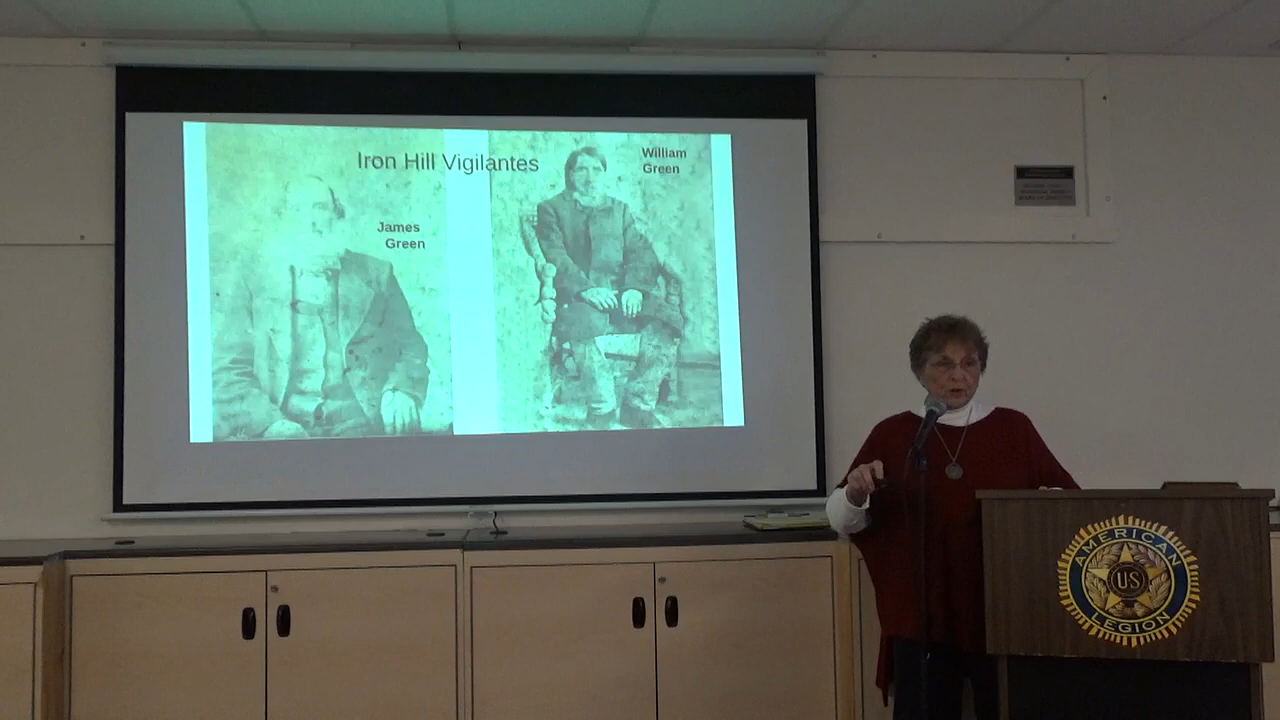 Iron Hill Vigilantes
William
Green
James
Green
AMERICAN
US
LEGION